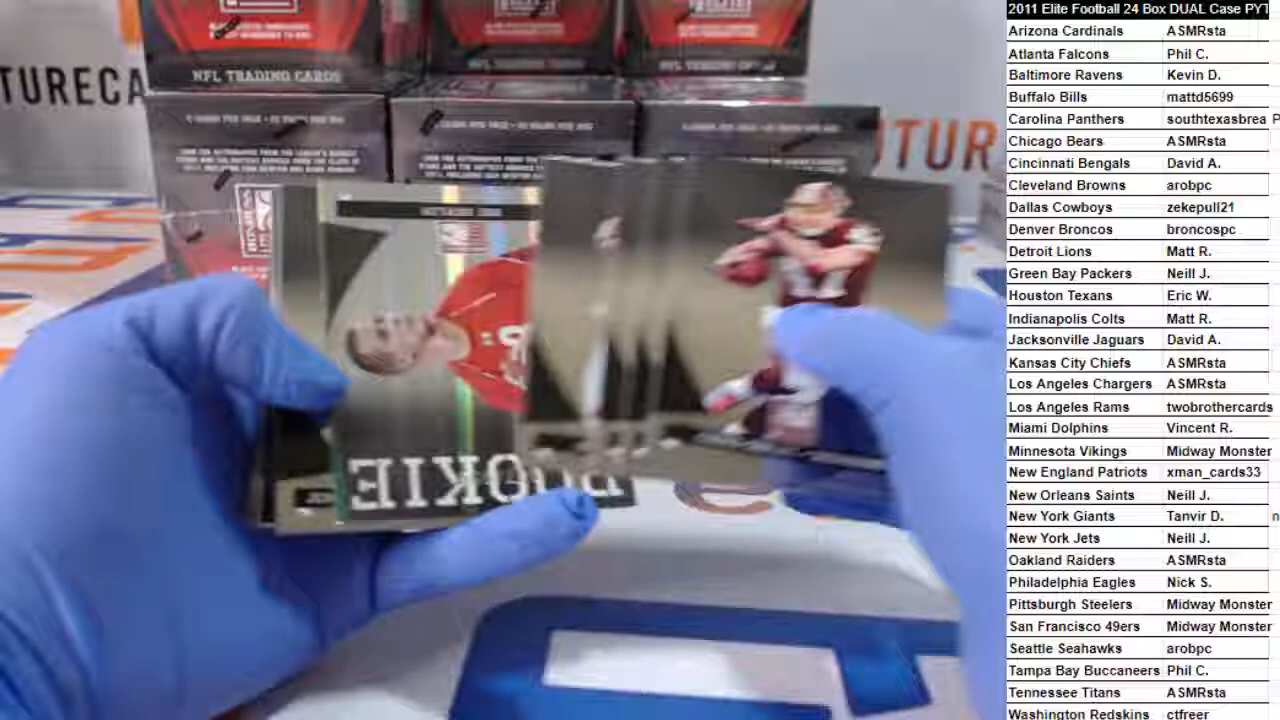 2011 Elite Football 24 Box DUAL Case PYT
Arizona Cardinals ASMRsta
Atlanta Falcons Phil C.
Baltimore Ravens Kevin D.
Buffalo Bills mattd5699
Carolina Panthers southtexasbrea P
Chicago Bears ASMRsta
Cincinnati Bengals David A.
Cleveland Browns arobpc
Dallas Cowboys zekepull21
Denver Broncos broncospc
Detroit Lions Matt R.
Green Bay Packers Neill J.
Houston Texans Eric W.
Indianapolis Colts Matt R.
Jacksonville Jaguars David A.
Kansas City Chiefs ASMRsta
Los Angeles Chargers ASMRsta
Los Angeles Rams twobrothercards
Miami Dolphins Vincent R.
Minnesota Vikings Midway Monster
New England Patriots xman_cards33
New Orleans Saints Neill J.
New York Giants Tanvir D. n
New York Jets Neill J.
Oakland Raiders ASMRsta
Philadelphia Eagles Nick S.
Pittsburgh Steelers Midway Monster
San Francisco 49ers Midway Monster
Seattle Seahawks arobpc
Tampa Bay Buccaneers Phil C.
Tennessee Titans ASMRsta
Washington Redskins ctfreer
TURECA
UTUR
NFL TRADING CARDS
NFL TRADING CARDS
ROOKIE